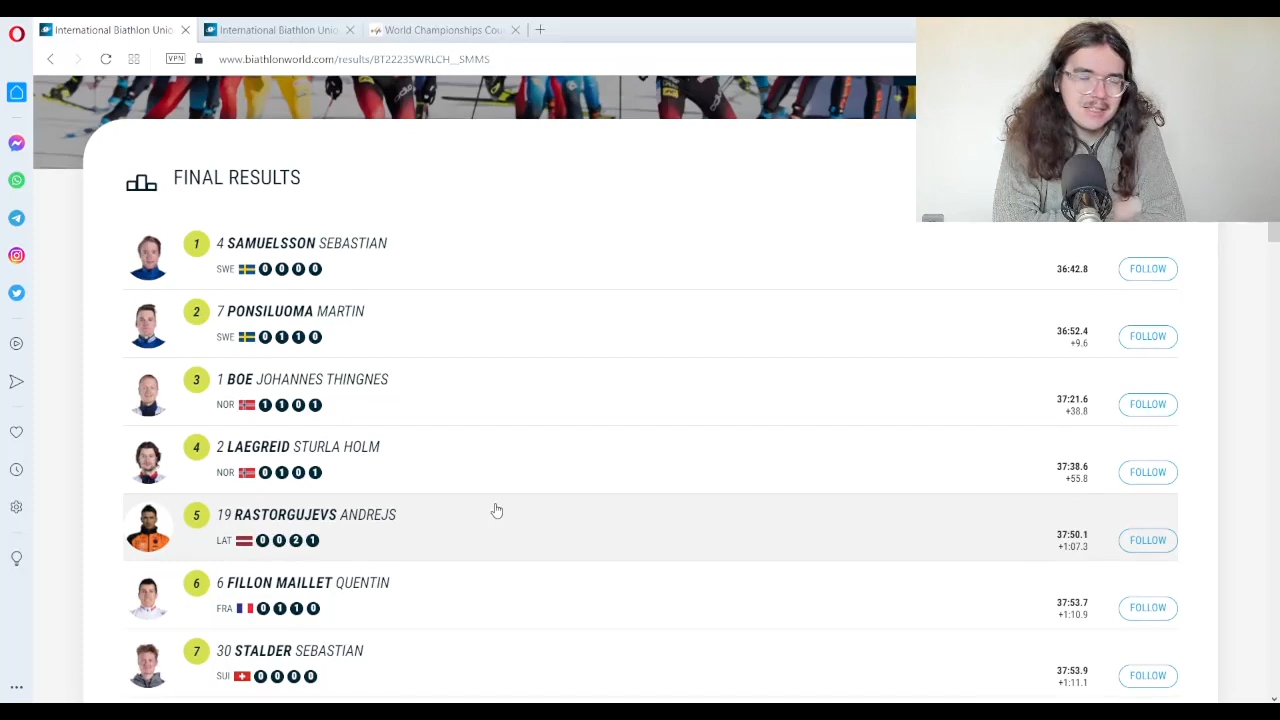 International Biathlon Unio
International Biathlon Unio
World Championships Cou
VPN
www.biathlonworld.com/results/BT2223SWRLCH__SMMS
FINAL RESULTS
1
4 SAMUELSSON SEBASTIAN
SWE 0 0 0 0
36:42.8
FOLLOW
2
7 PONSILUOMA MARTIN
SWE 0 1 1 0
36:52.4
+9.6
FOLLOW
3
1 BOE JOHANNES THINGNES
NOR 1 1 0 1
37:21.6
+38.8
FOLLOW
4
2 LAEGREID STURLA HOLM
NOR 0 1 0 1
37:38.6
+55.8
FOLLOW
5
19 RASTORGUJEVS ANDREJS
LAT 0 0 2 1
37:50.1
+1:07.3
FOLLOW
6
6 FILLON MAILLET QUENTIN
FRA 0 1 1 0
37:53.7
+1:10.9
FOLLOW
7
30 STALDER SEBASTIAN
SUI 0 0 0 0
37:53.9
+1:11.1
FOLLOW